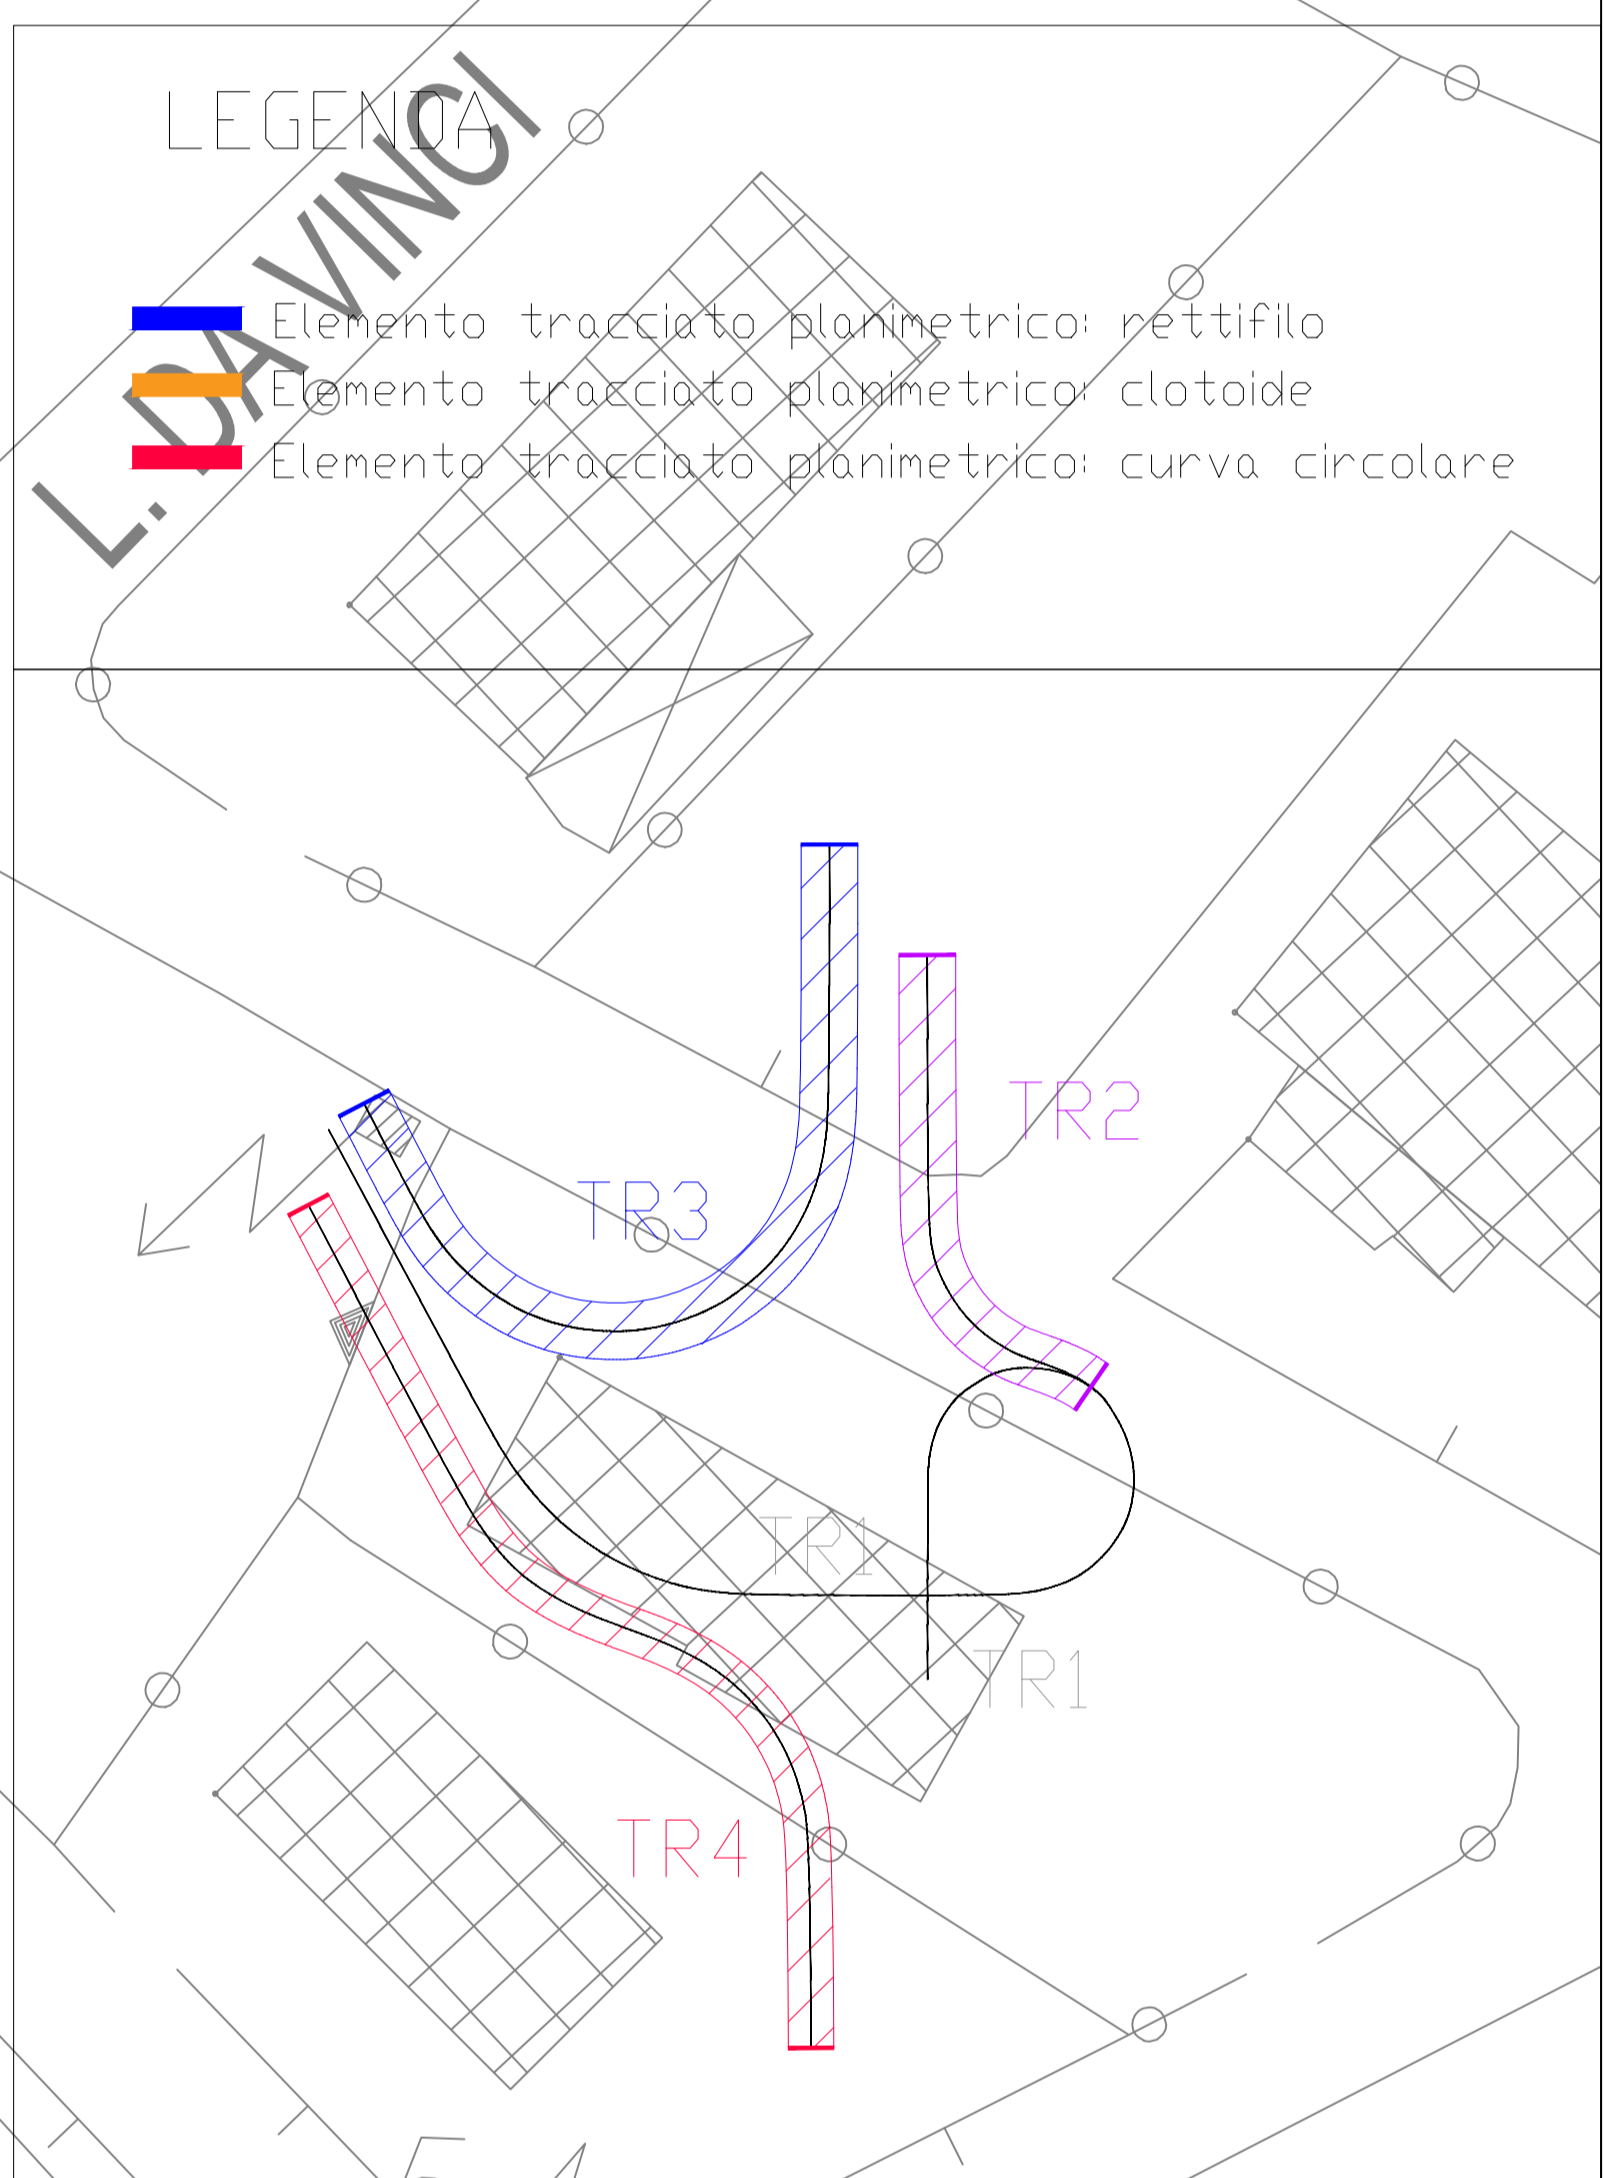 LEGENDA
L. DA VINCI
Elemento tracciato planimetrico: rettifilo
Elemento tracciato planimetrico: clotoide
Elemento tracciato planimetrico: curva circolare
TR2
TR3
TR1
TR1
TR4